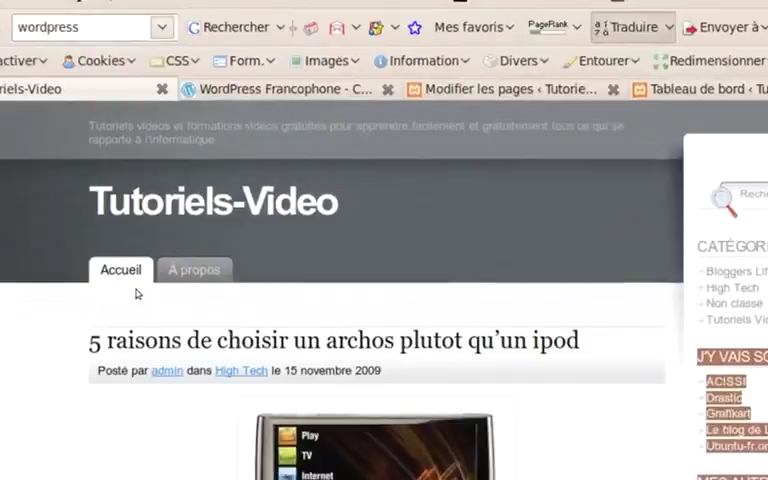 wordpress
Rechercher
Mes favoris
PageRank
Traduire
Envoyer à
activer
Cookies
CSS
Form.
Images
Information
Divers
Entourer
Redimensionner
riels-Video
WordPress Francophone - C...
Modifier les pages ‹ Tutorie...
Tableau de bord ‹ Tu
Tutoriels videos et formations videos gratuites pour apprendre facilement et gratuitement tous ce qui se
rapporte à l'informatique
Reche
Tutoriels-Video
CATÉGOR
Accueil
À propos
Bloggers Lif
High Tech
Non classe
Tutoriels Vid
5 raisons de choisir un archos plutot qu'un ipod
Posté par admin dans High Tech le 15 novembre 2009
J'Y VAIS SO
ACISSI
Drastic
Grafikart
Le blog de L
Ubuntu-fr.or
Play
TV
Internet